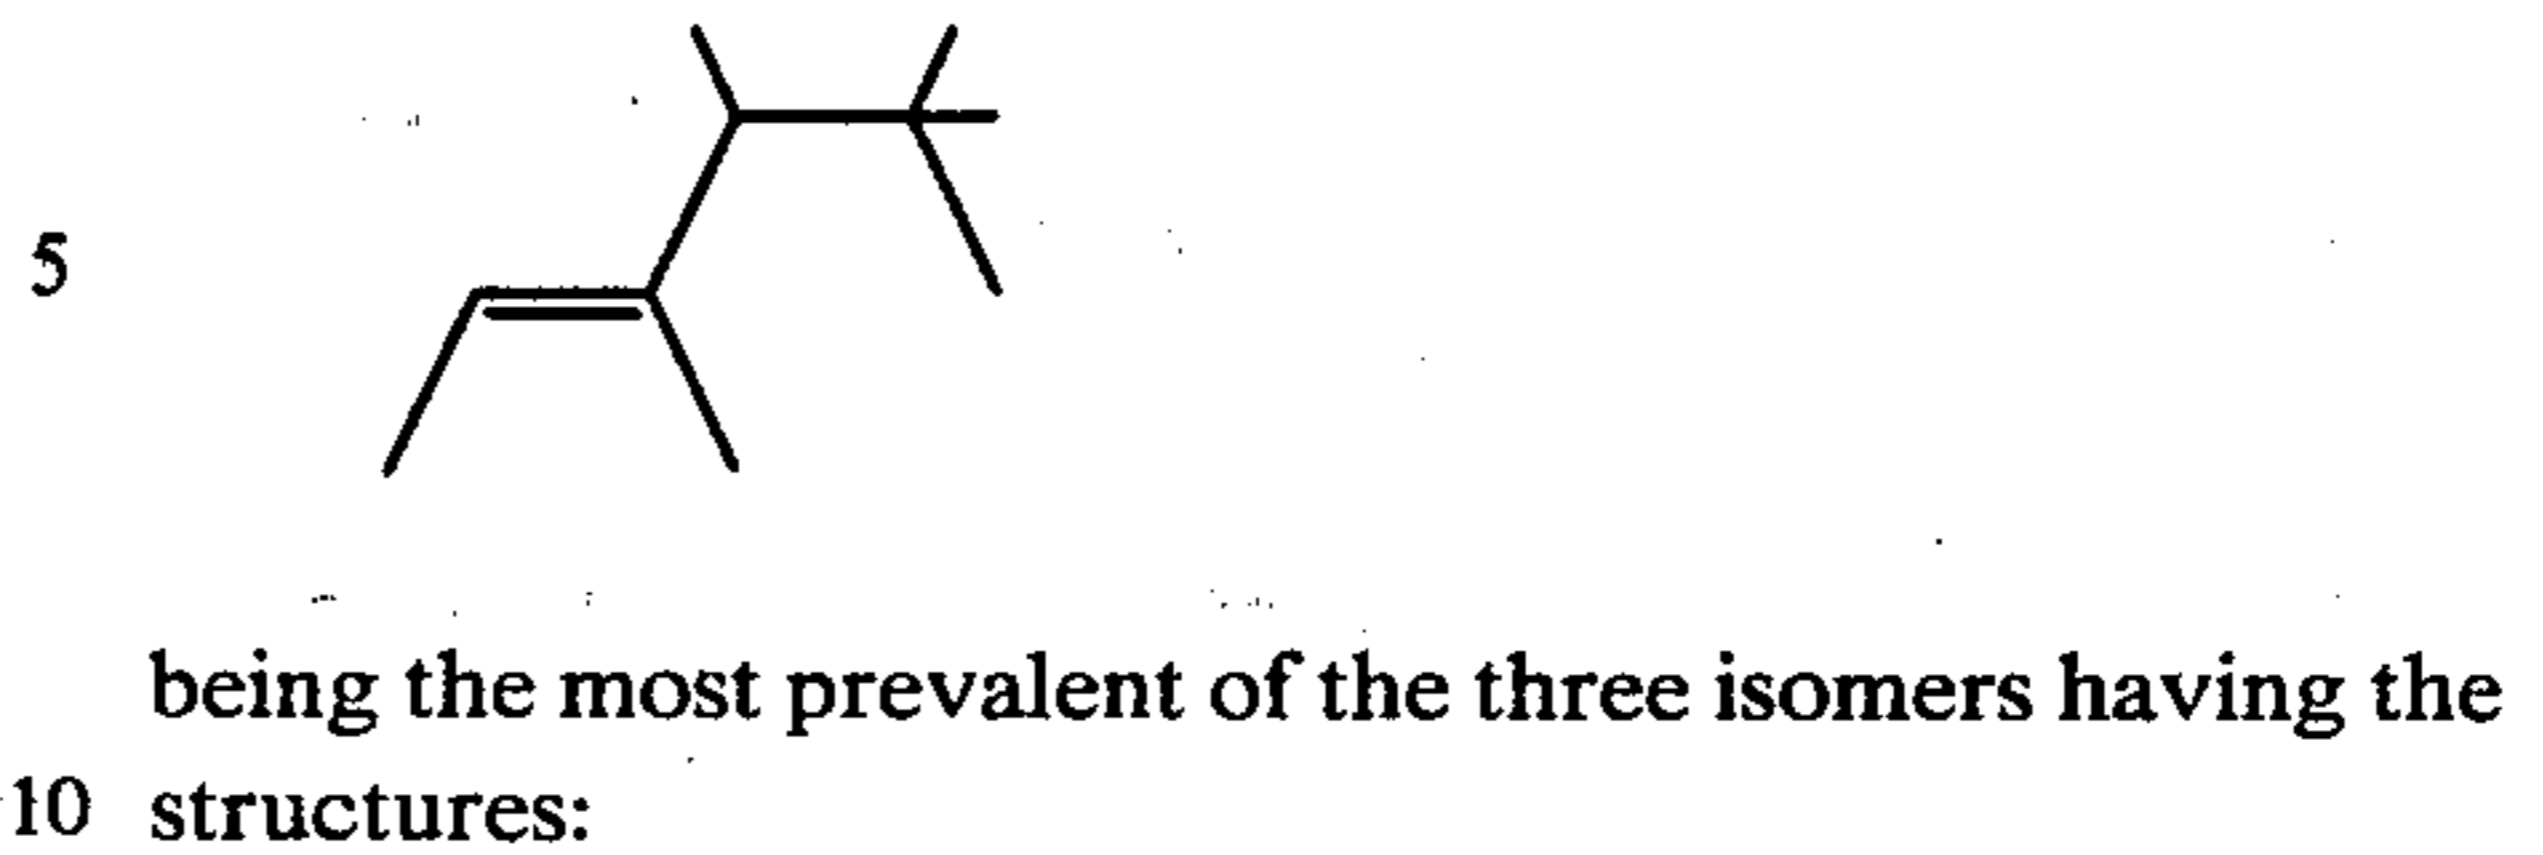 5
being the most prevalent of the three isomers having the
10 structures: